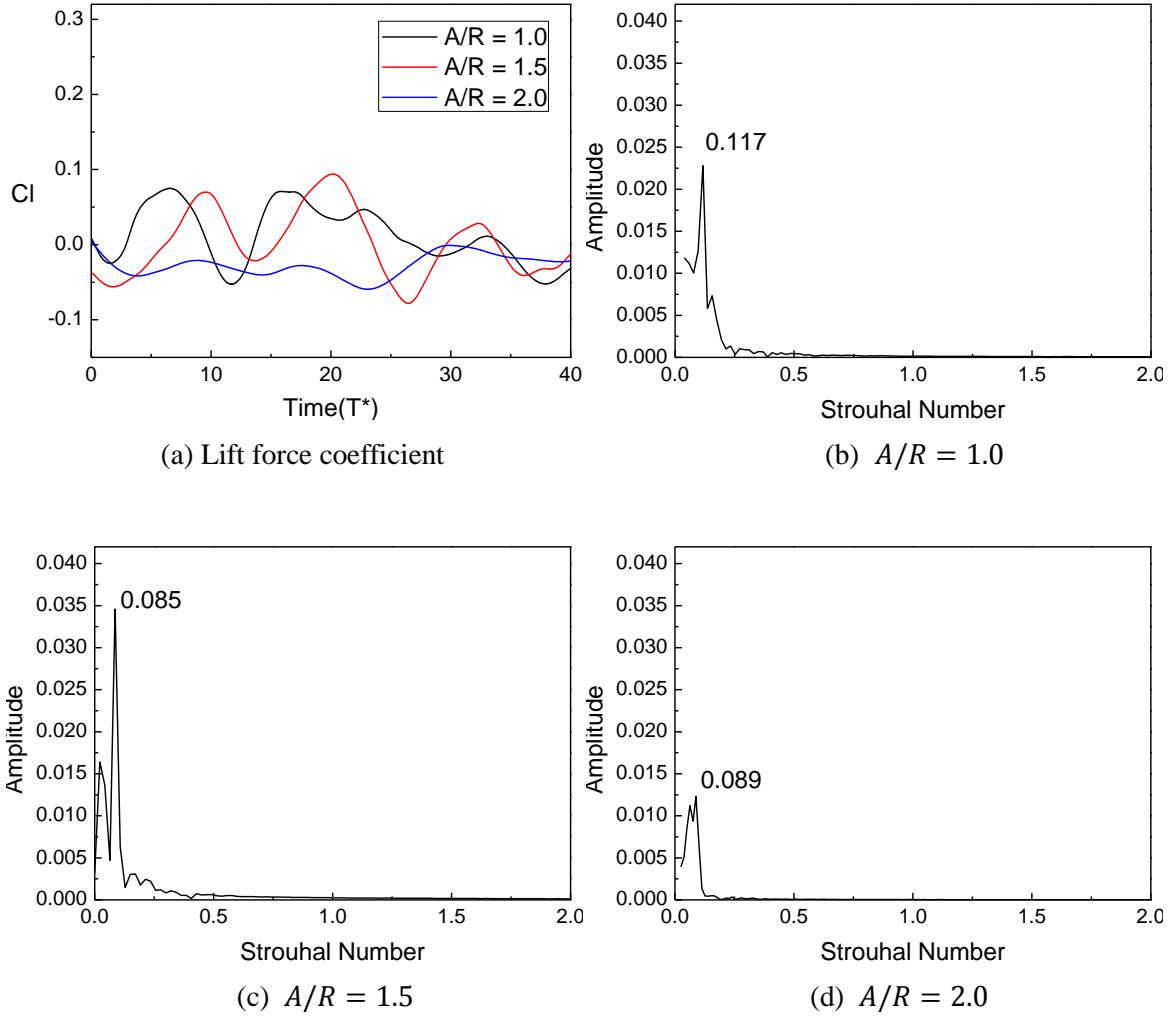 0.3
0.2
0.1
0.0
-0.1
Cl
0 10 20 30 40
Time(T*)
A/R = 1.0
A/R = 1.5
A/R = 2.0
(a) Lift force coefficient
0.040
0.035
0.030
0.025
0.020
0.015
0.010
0.005
0.000
Amplitude
0.117
0.0 0.5 1.0 1.5 2.0
Strouhal Number
(b) A/R = 1.0
0.040
0.035
0.030
0.025
0.020
0.015
0.010
0.005
0.000
Amplitude
0.085
0.0 0.5 1.0 1.5 2.0
Strouhal Number
(c) A/R = 1.5
0.040
0.035
0.030
0.025
0.020
0.015
0.010
0.005
0.000
Amplitude
0.089
0.0 0.5 1.0 1.5 2.0
Strouhal Number
(d) A/R = 2.0